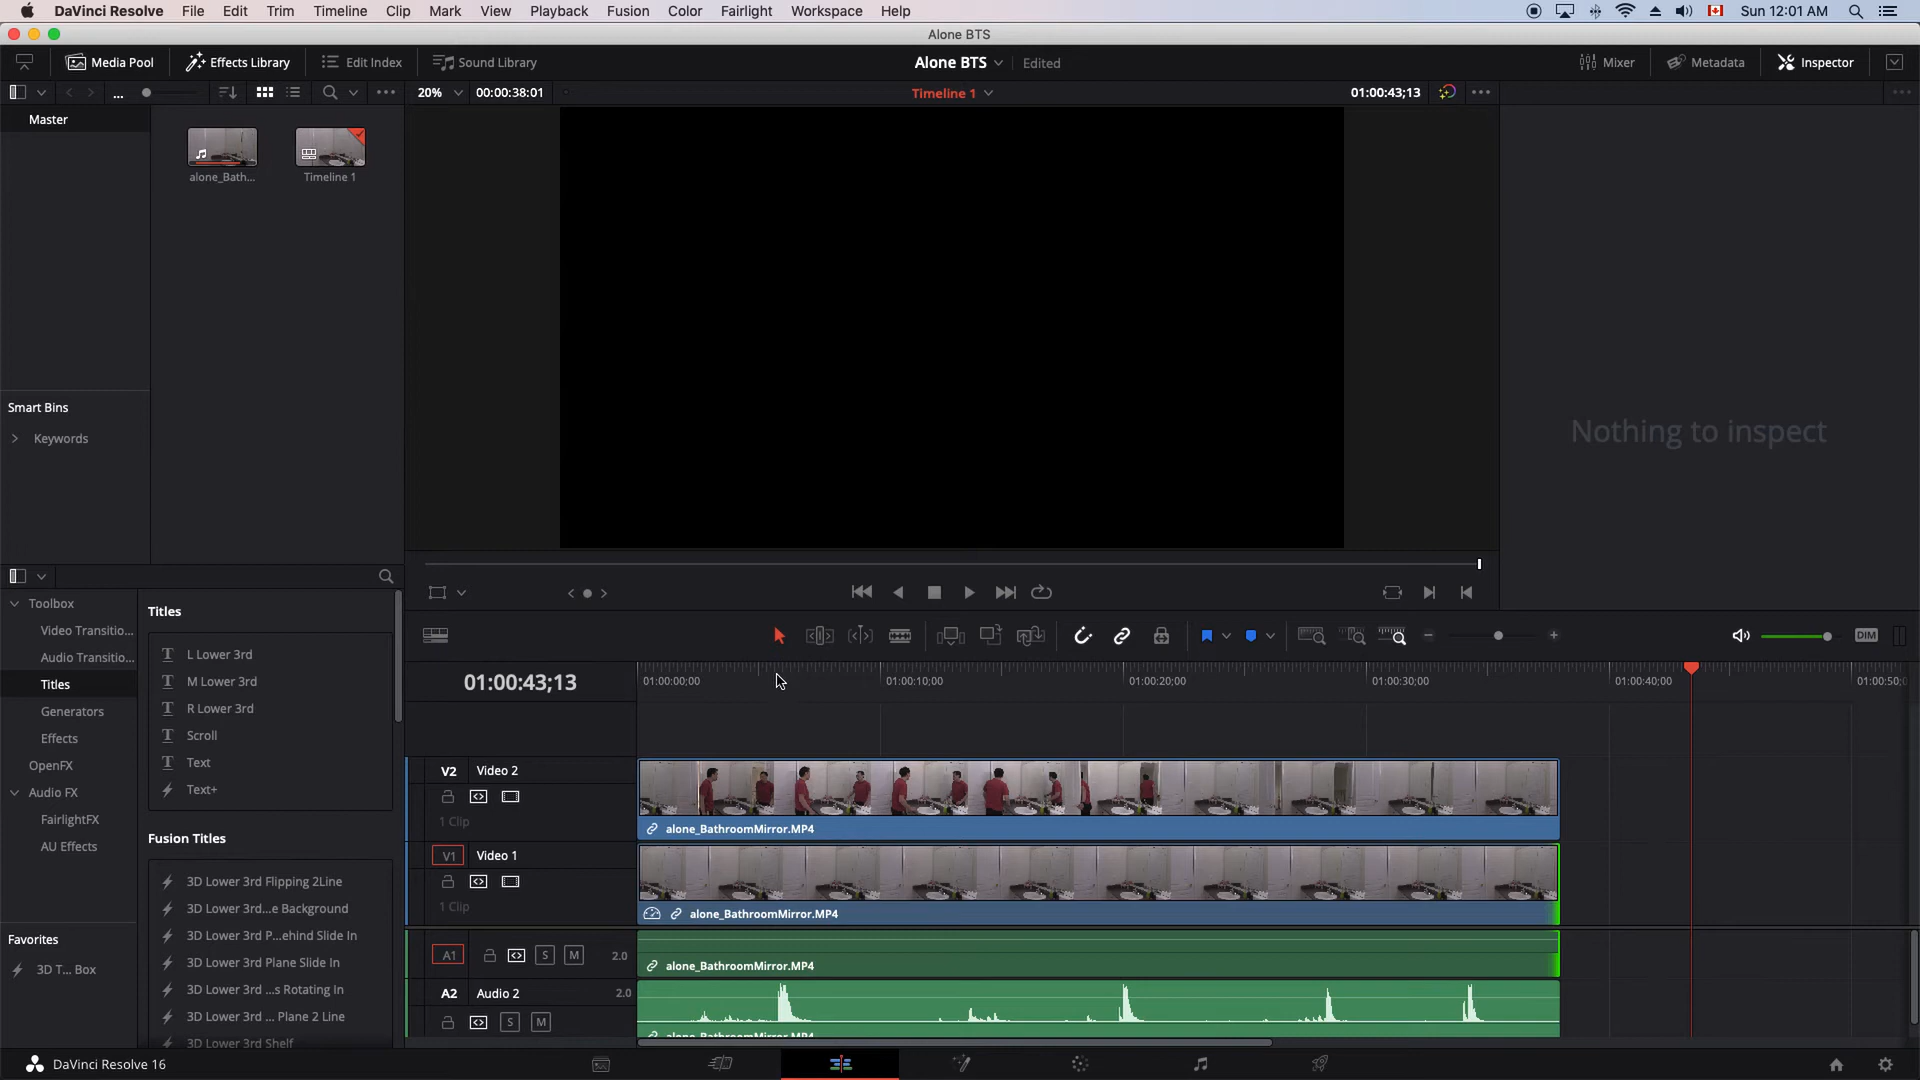 DaVinci Resolve File Edit Trim Timeline Clip Mark View Playback Fusion Color Fairlight Workspace Help Sun 12:01 AM
Alone BTS
Media Pool Effects Library Edit Index Sound Library Alone BTS Edited Mixer Metadata Inspector
... 20% 00:00:38:01 Timeline 1 01:00:43;13
Master
alone_Bath... Timeline 1
Nothing to inspect
Smart Bins
Keywords
Toolbox
Video Transitio...
Audio Transitio...
Titles
Generators
Effects
OpenFX
Audio FX
FairlightFX
AU Effects
Favorites
3D T... Box
Titles
L Lower 3rd
M Lower 3rd
R Lower 3rd
Scroll
Text
Text+
Fusion Titles
3D Lower 3rd Flipping 2Line
3D Lower 3rd...e Background
3D Lower 3rd P...ehind Slide In
3D Lower 3rd Plane Slide In
3D Lower 3rd ...s Rotating In
3D Lower 3rd ... Plane 2 Line
3D Lower 3rd Shelf
DIM
01:00:43;13 01:00:00;00 01:00:10;00 01:00:20;00 01:00:30;00 01:00:40;00 01:00:50;0
V2 Video 2
1 Clip
alone_BathroomMirror.MP4
V1 Video 1
1 Clip
alone_BathroomMirror.MP4
A1 S M 2.0
alone_BathroomMirror.MP4
A2 Audio 2 2.0
S M
alone_BathroomMirror.MP4
DaVinci Resolve 16